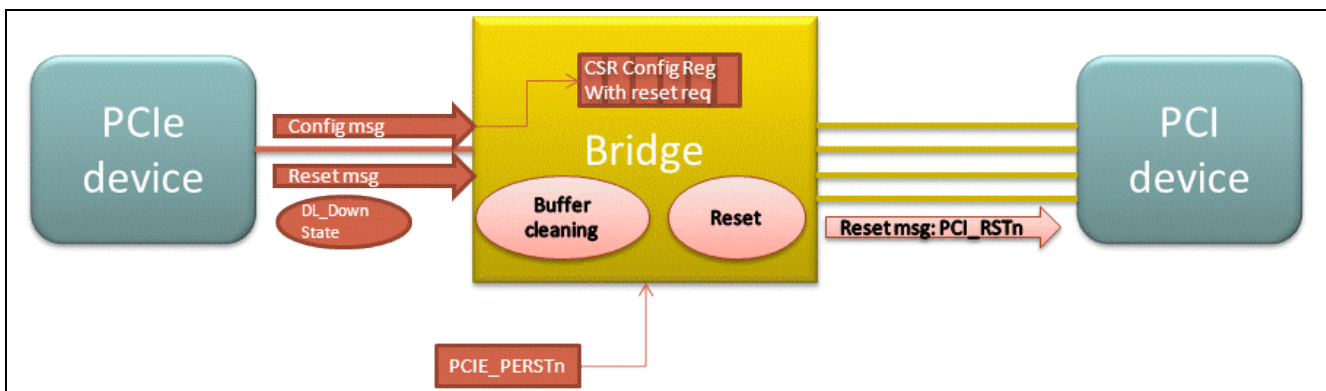 PCIe
device
Config msg
Reset msg
DL_Down
State
CSR Config Reg
With reset req
Bridge
Buffer
cleaning
Reset
Reset msg: PCI_RSTn
PCI
device
PCIE_PERSTn